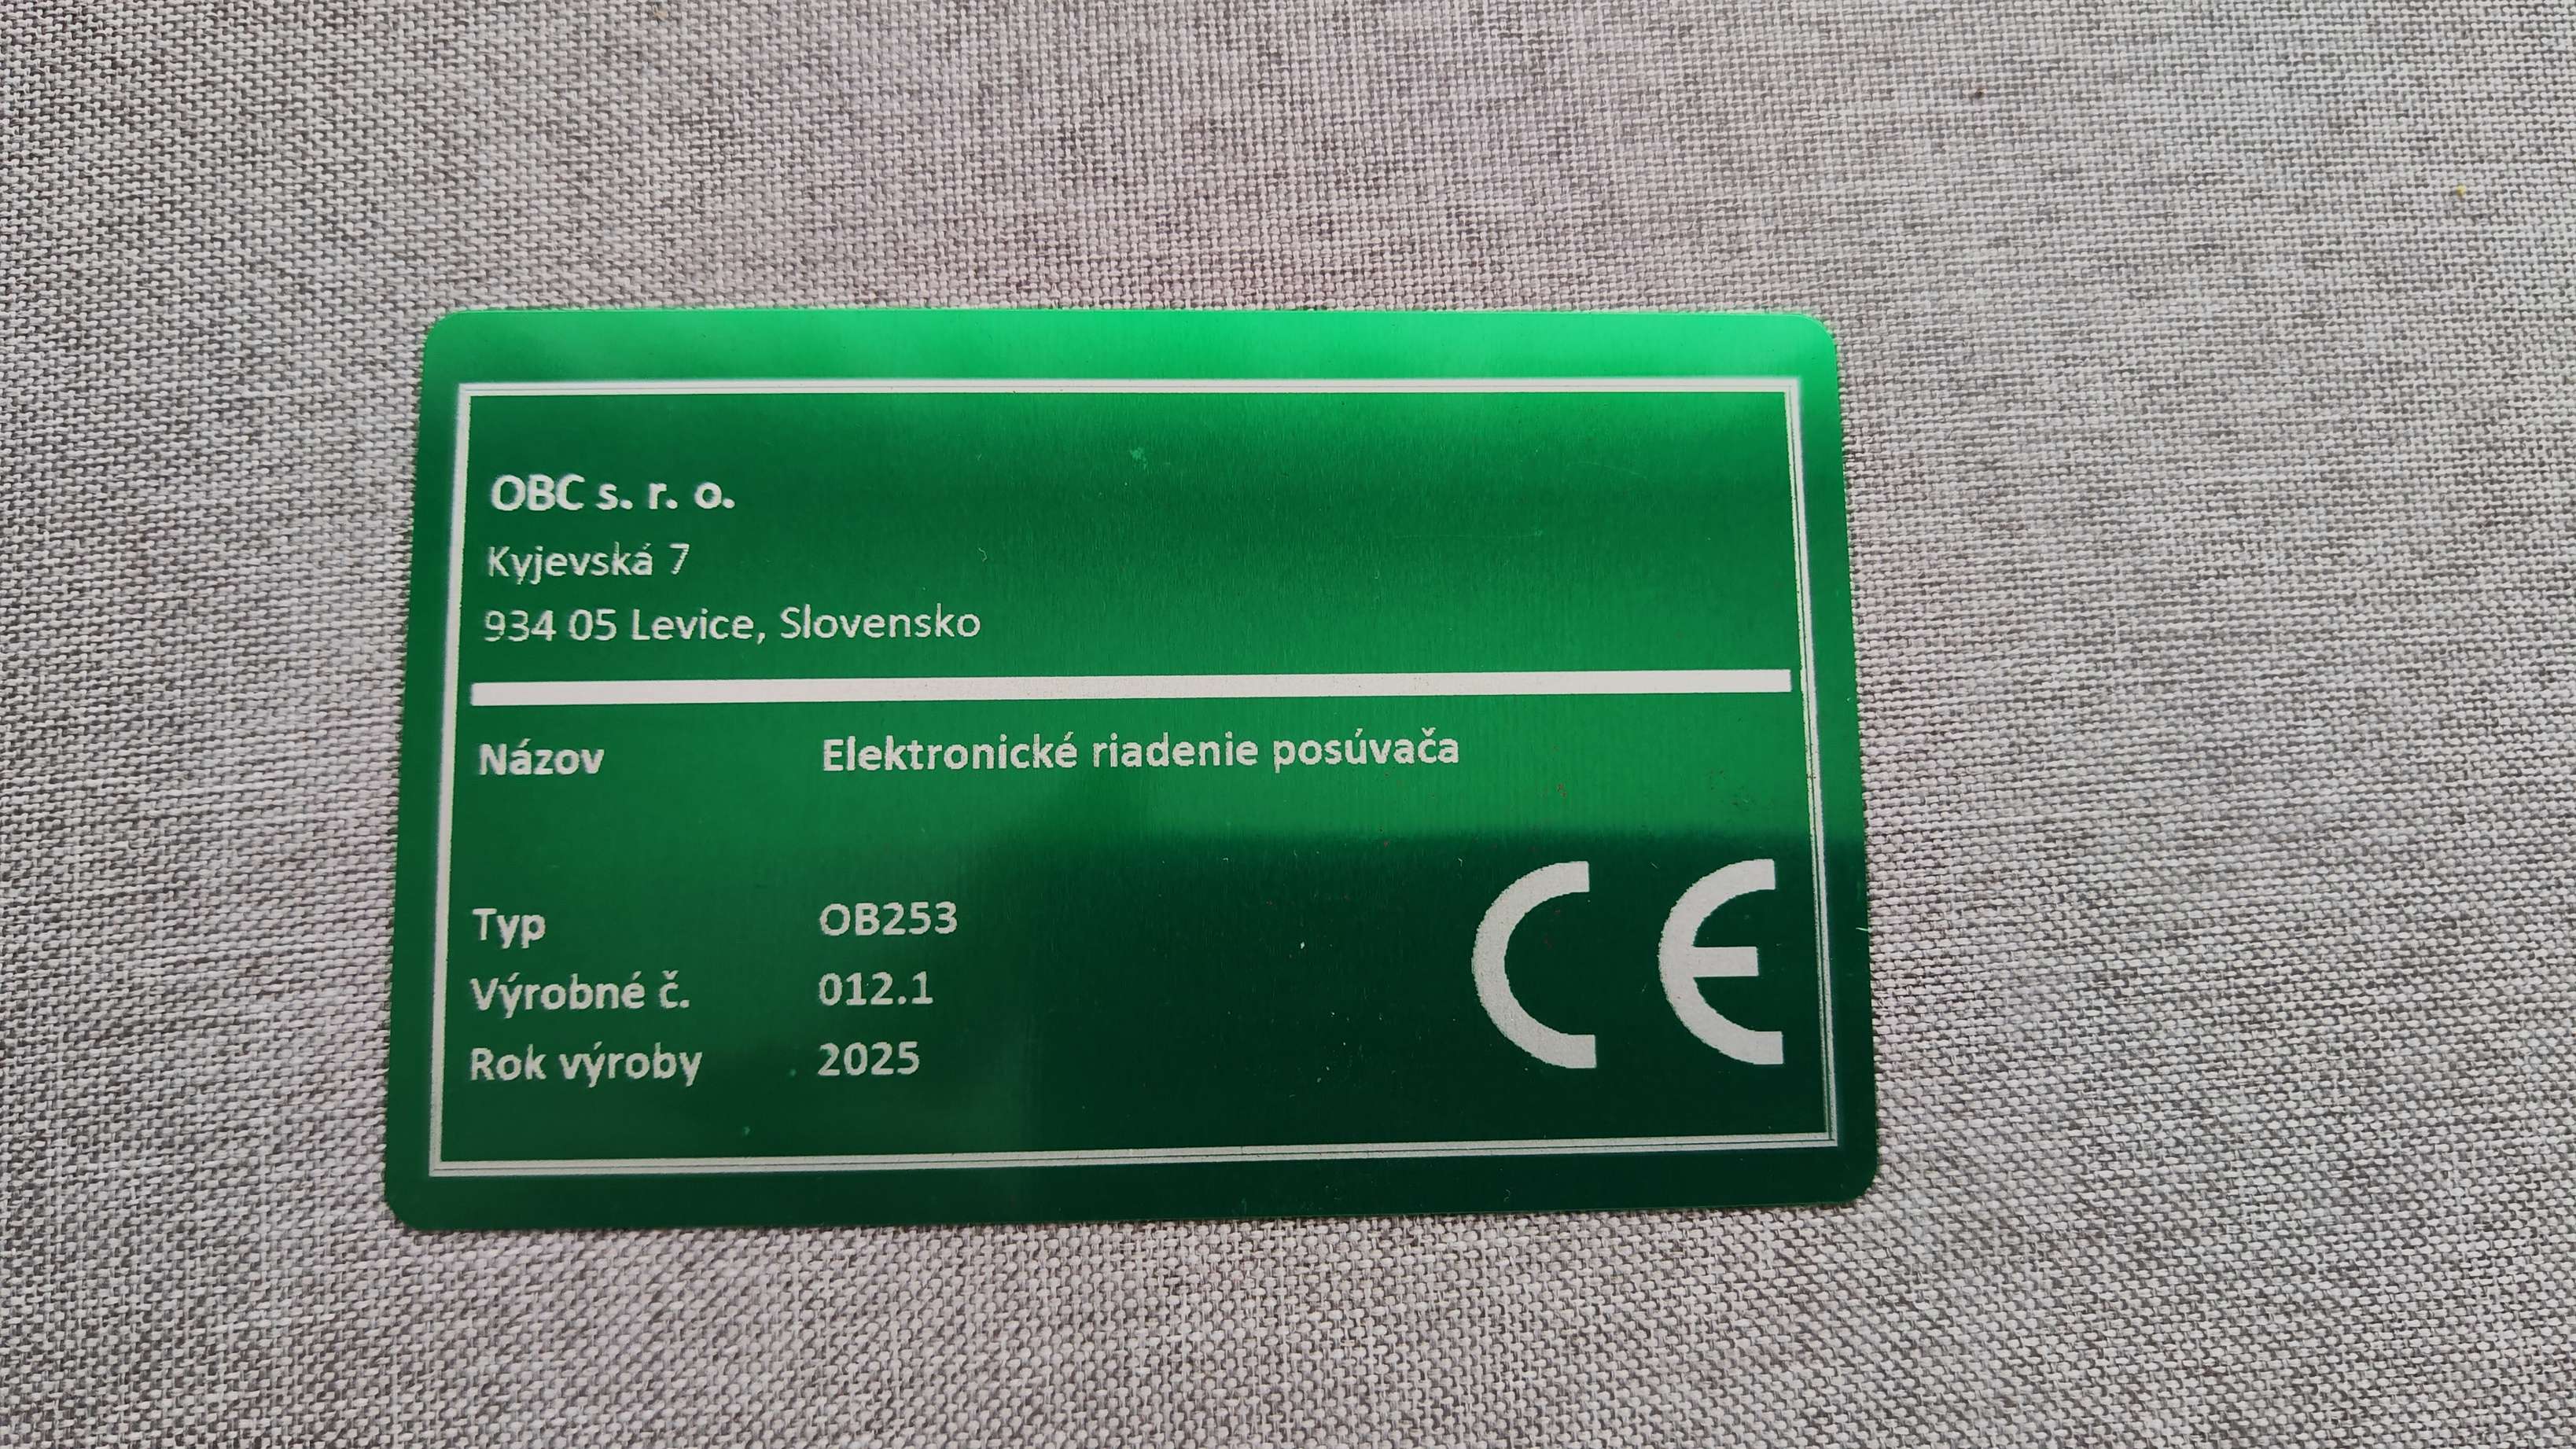 OBC s. r. o.
Kyjevská 7
934 05 Levice, Slovensko
Názov Elektronické riadenie posúvača
Typ OB253
Výrobné č. 012.1
Rok výroby 2025
CE